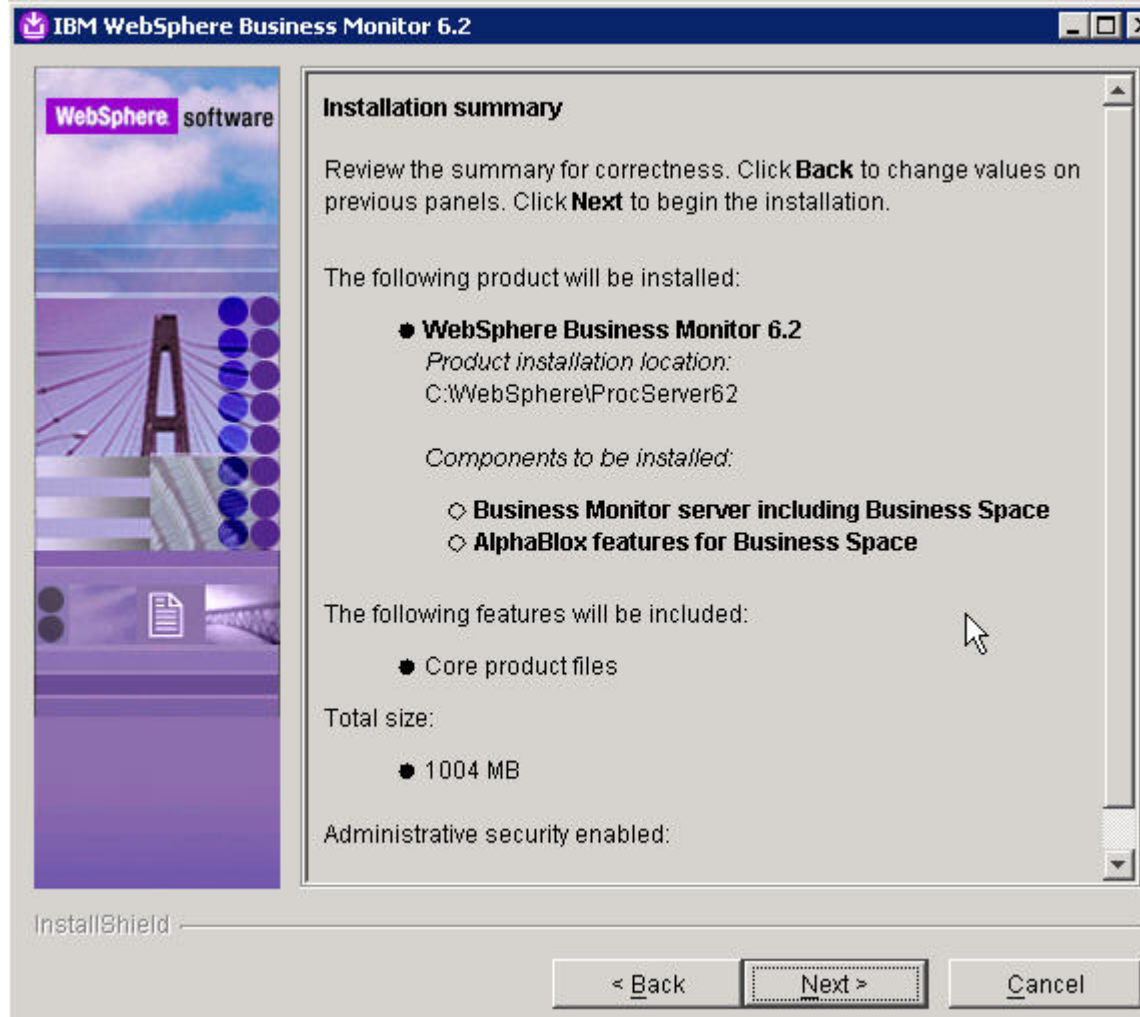 IBM WebSphere Business Monitor 6.2
WebSphere software
Installation summary
Review the summary for correctness. Click Back to change values on
previous panels. Click Next to begin the installation.
The following product will be installed:
WebSphere Business Monitor 6.2
Product installation location:
C:\WebSphere\ProcServer62
Components to be installed:
Business Monitor server including Business Space
AlphaBlox features for Business Space
The following features will be included:
Core product files
Total size:
1004 MB
Administrative security enabled:
InstallShield
< Back
Next >
Cancel